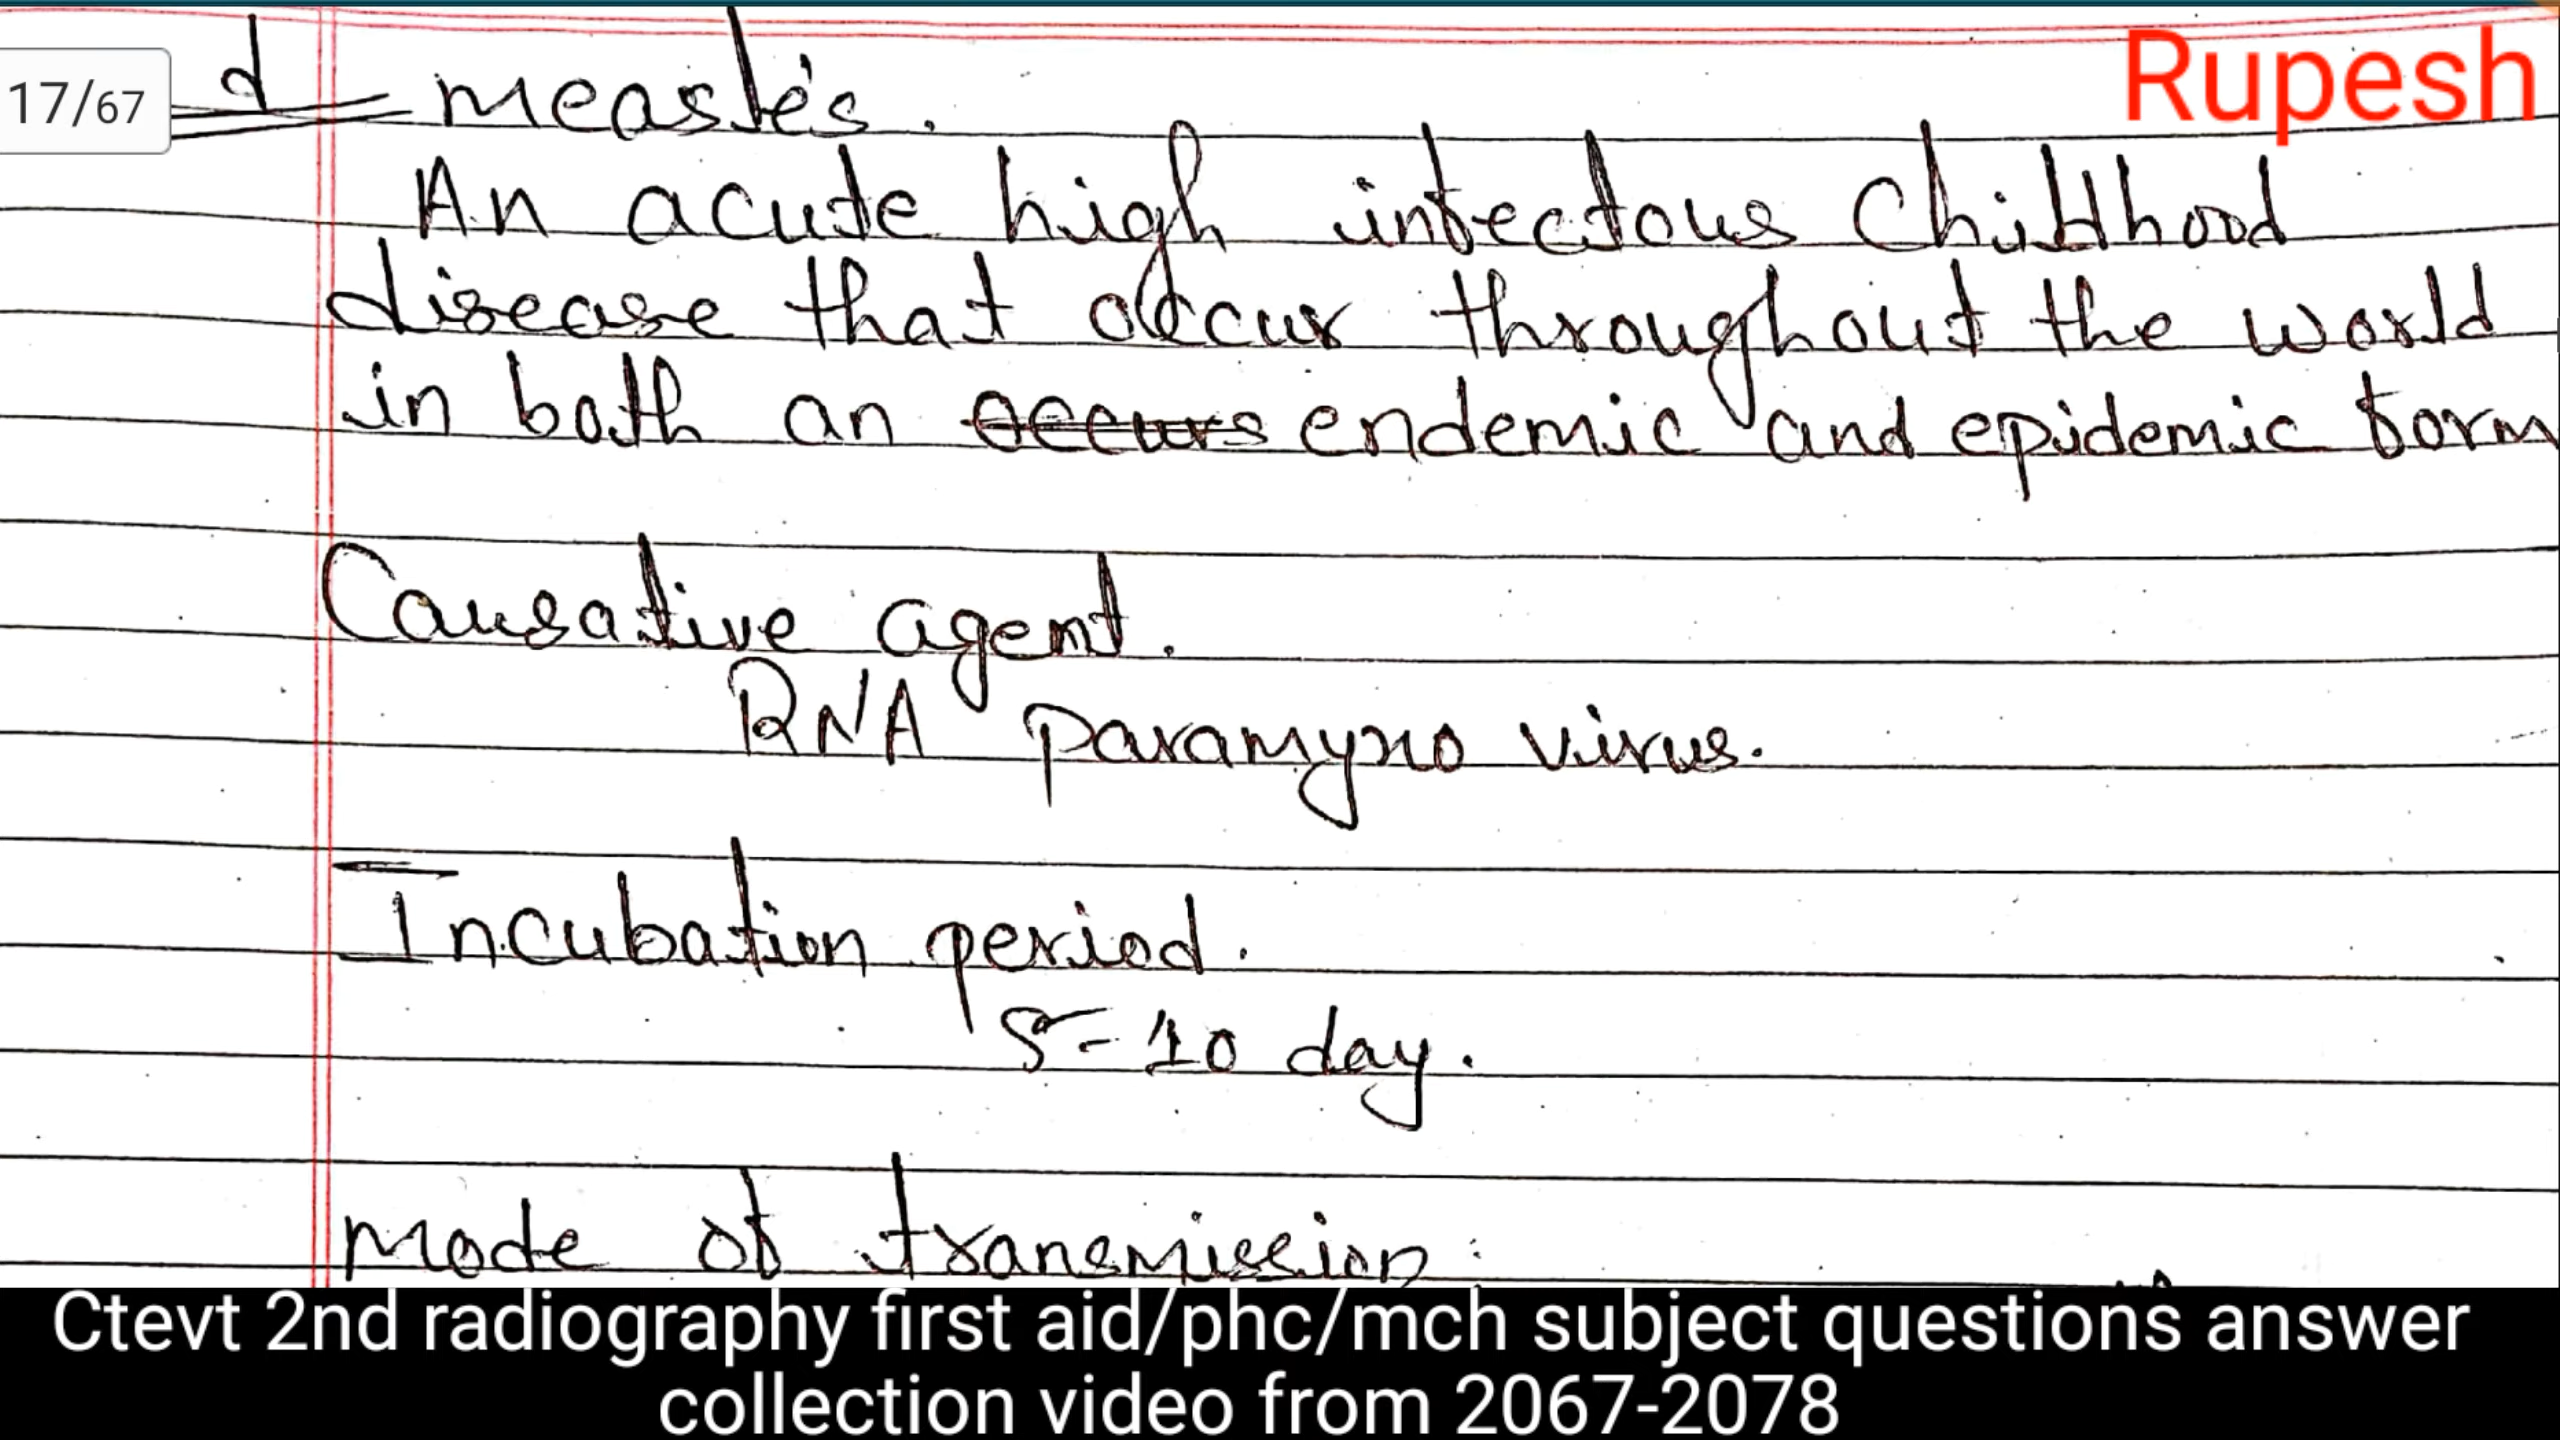 17/67
d
measles.
Rupesh
An acute high infectous Childhood
disease that occur throughout the world
in both an occurs endemic and epidemic form
Causative agent.
RNA paramyxo virus.
Incubation period.
5-10 day.
Mode of transmission:
Ctevt 2nd radiography first aid/phc/mch subject questions answer
collection video from 2067-2078